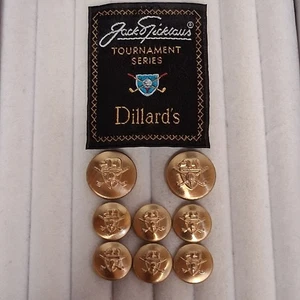 Jack Nicklaus®
TOURNAMENT
SERIES
Dillard's